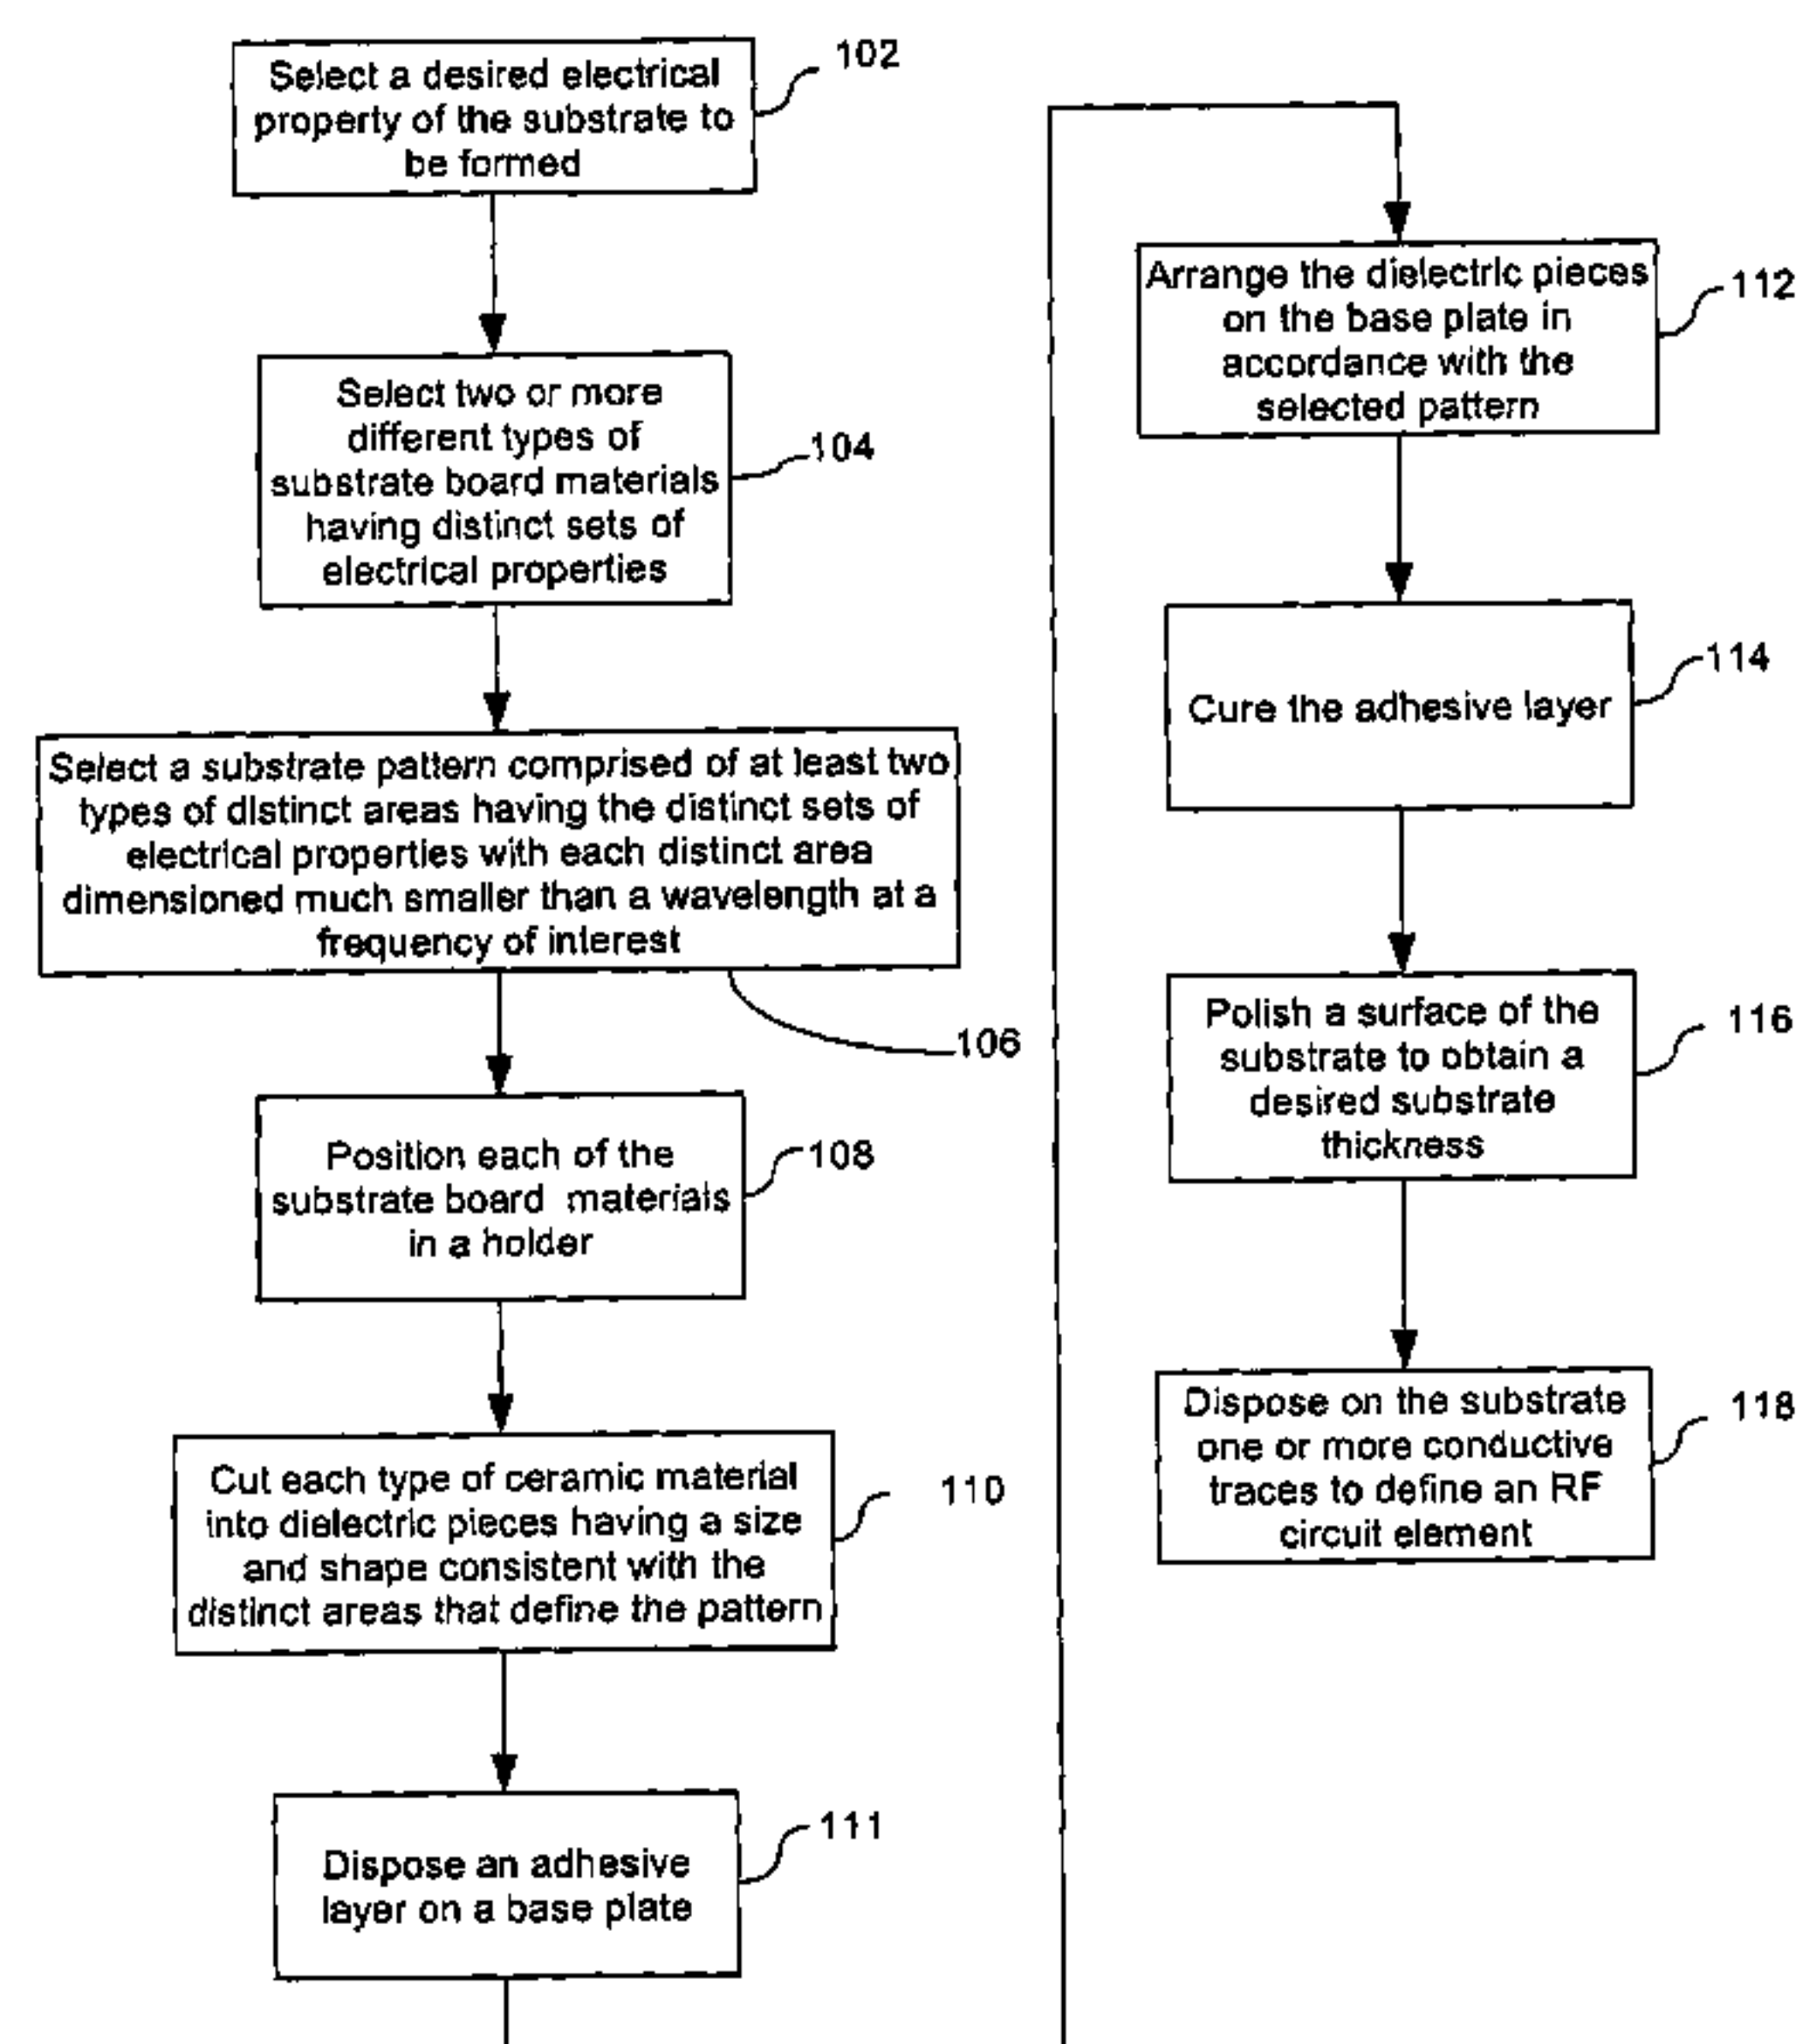 Select a desired electrical
property of the substrate to
be formed
102
Select two or more
different types of
substrate board materials
having distinct sets of
electrical properties
104
Select a substrate pattern comprised of at least two
types of distinct areas having the distinct sets of
electrical properties with each distinct area
dimensioned much smaller than a wavelength at a
frequency of interest
106
Position each of the
substrate board materials
in a holder
108
Cut each type of ceramic material
into dielectric pieces having a size
and shape consistent with the
distinct areas that define the pattern
110
Dispose an adhesive
layer on a base plate
111
Arrange the dielectric pieces
on the base plate in
accordance with the
selected pattern
112
Cure the adhesive layer
114
Polish a surface of the
substrate to obtain a
desired substrate
thickness
116
Dispose on the substrate
one or more conductive
traces to define an RF
circuit element
118